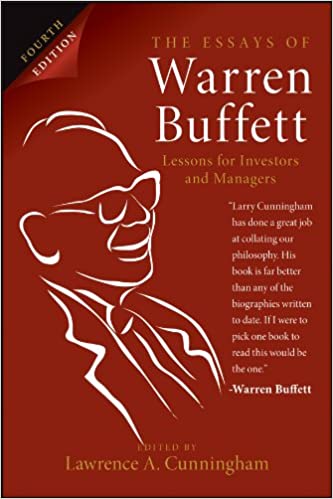 FOURTH
EDITION
THE ESSAYS OF
Warren
Buffett
Lessons for Investors
and Managers
"Larry Cunningham
has done a great job
at collating our
philosophy. His
book is far better
than any of the
biographies written
to date. If I were to
pick one book to
read this would be
the one."
-Warren Buffett
EDITED BY
Lawrence A. Cunningham